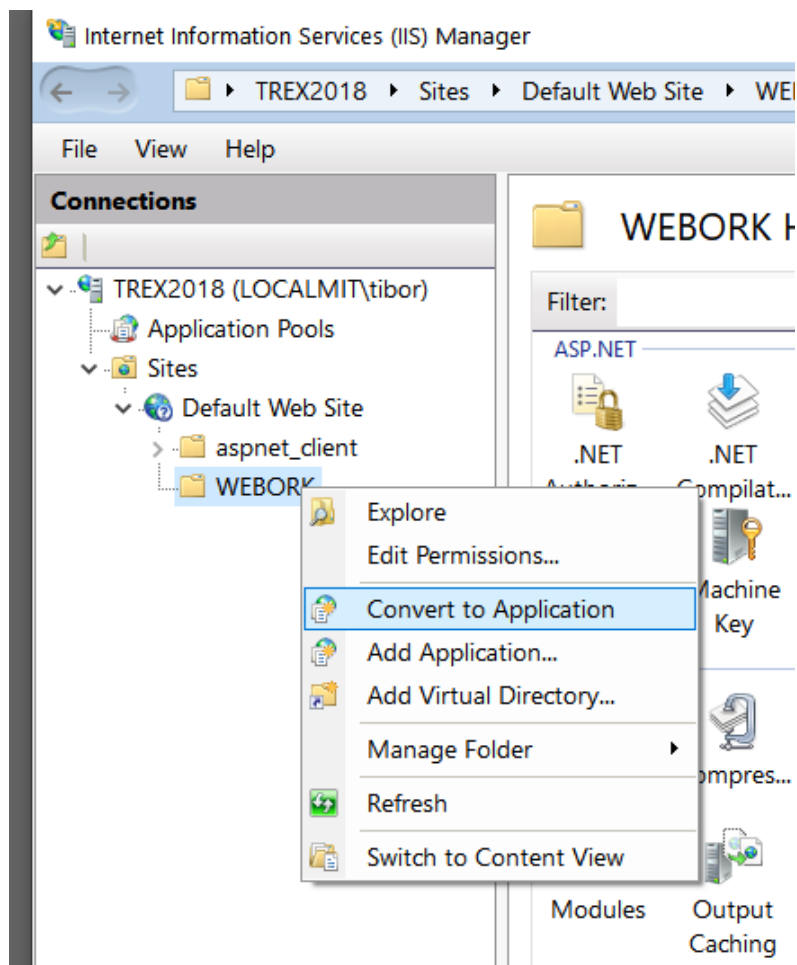 Internet Information Services (IIS) Manager
TREX2018 Sites Default Web Site
File View Help
Connections
WEBORK
TREX2018 (LOCALMIT\tibor)
Application Pools
Sites
Default Web Site
aspnet_client
WEBORK
Filter:
ASP.NET
.NET
.NET
Compilat...
Machine
Key
Modules
Output
Caching
Explore
Edit Permissions...
Convert to Application
Add Application...
Add Virtual Directory...
Manage Folder
Refresh
Switch to Content View